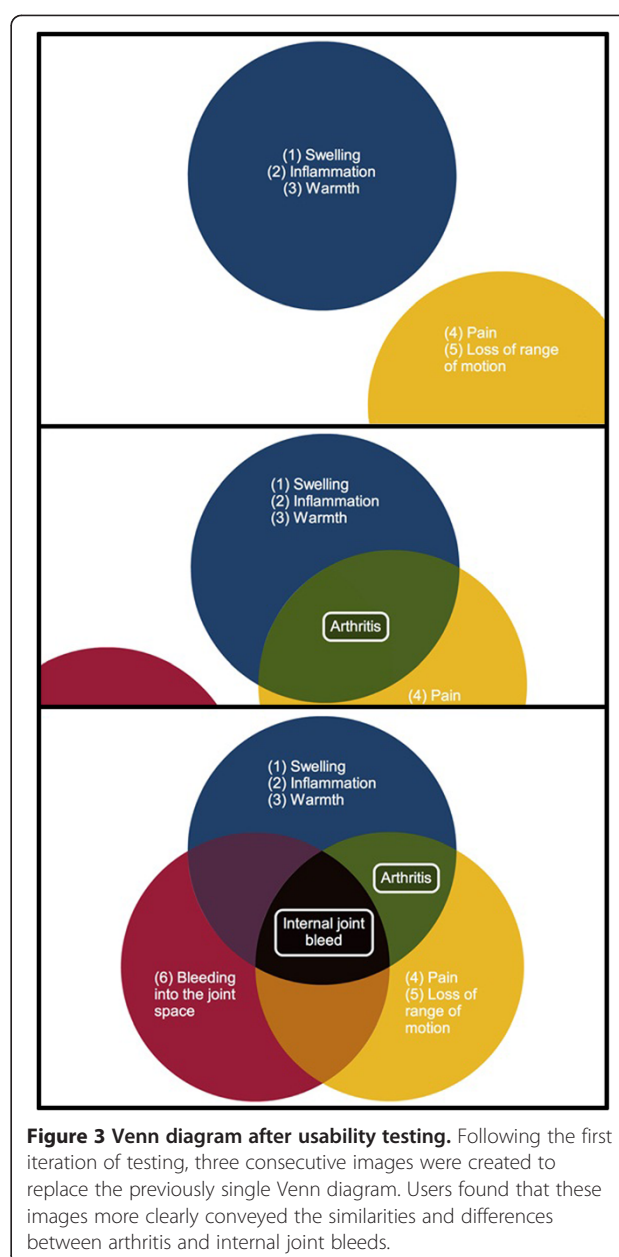 (1) Swelling
(2) Inflammation
(3) Warmth
(4) Pain
(5) Loss of range
of motion
(1) Swelling
(2) Inflammation
(3) Warmth
Arthritis
(4) Pain
(1) Swelling
(2) Inflammation
(3) Warmth
Arthritis
Internal joint
bleed
(6) Bleeding
into the joint
space
(4) Pain
(5) Loss of
range of
motion
Figure 3 Venn diagram after usability testing. Following the first
iteration of testing, three consecutive images were created to
replace the previously single Venn diagram. Users found that these
images more clearly conveyed the similarities and differences
between arthritis and internal joint bleeds.